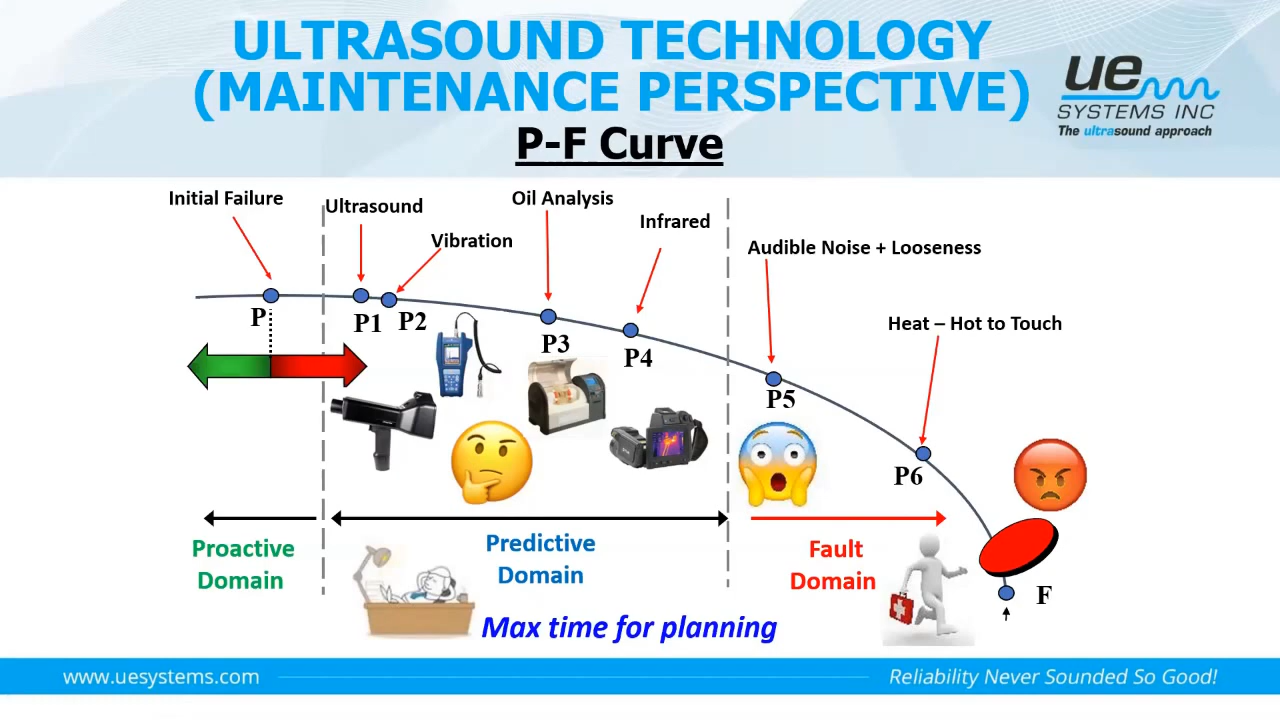 ULTRASOUND TECHNOLOGY
(MAINTENANCE PERSPECTIVE)
P-F Curve
ue
SYSTEMS INC
The ultrasound approach
Initial Failure
Ultrasound
Vibration
Oil Analysis
Infrared
Audible Noise + Looseness
Heat – Hot to Touch
P
P1
P2
P3
P4
P5
P6
F
Proactive
Domain
Predictive
Domain
Fault
Domain
Max time for planning
www.uesystems.com
Reliability Never Sounded So Good!